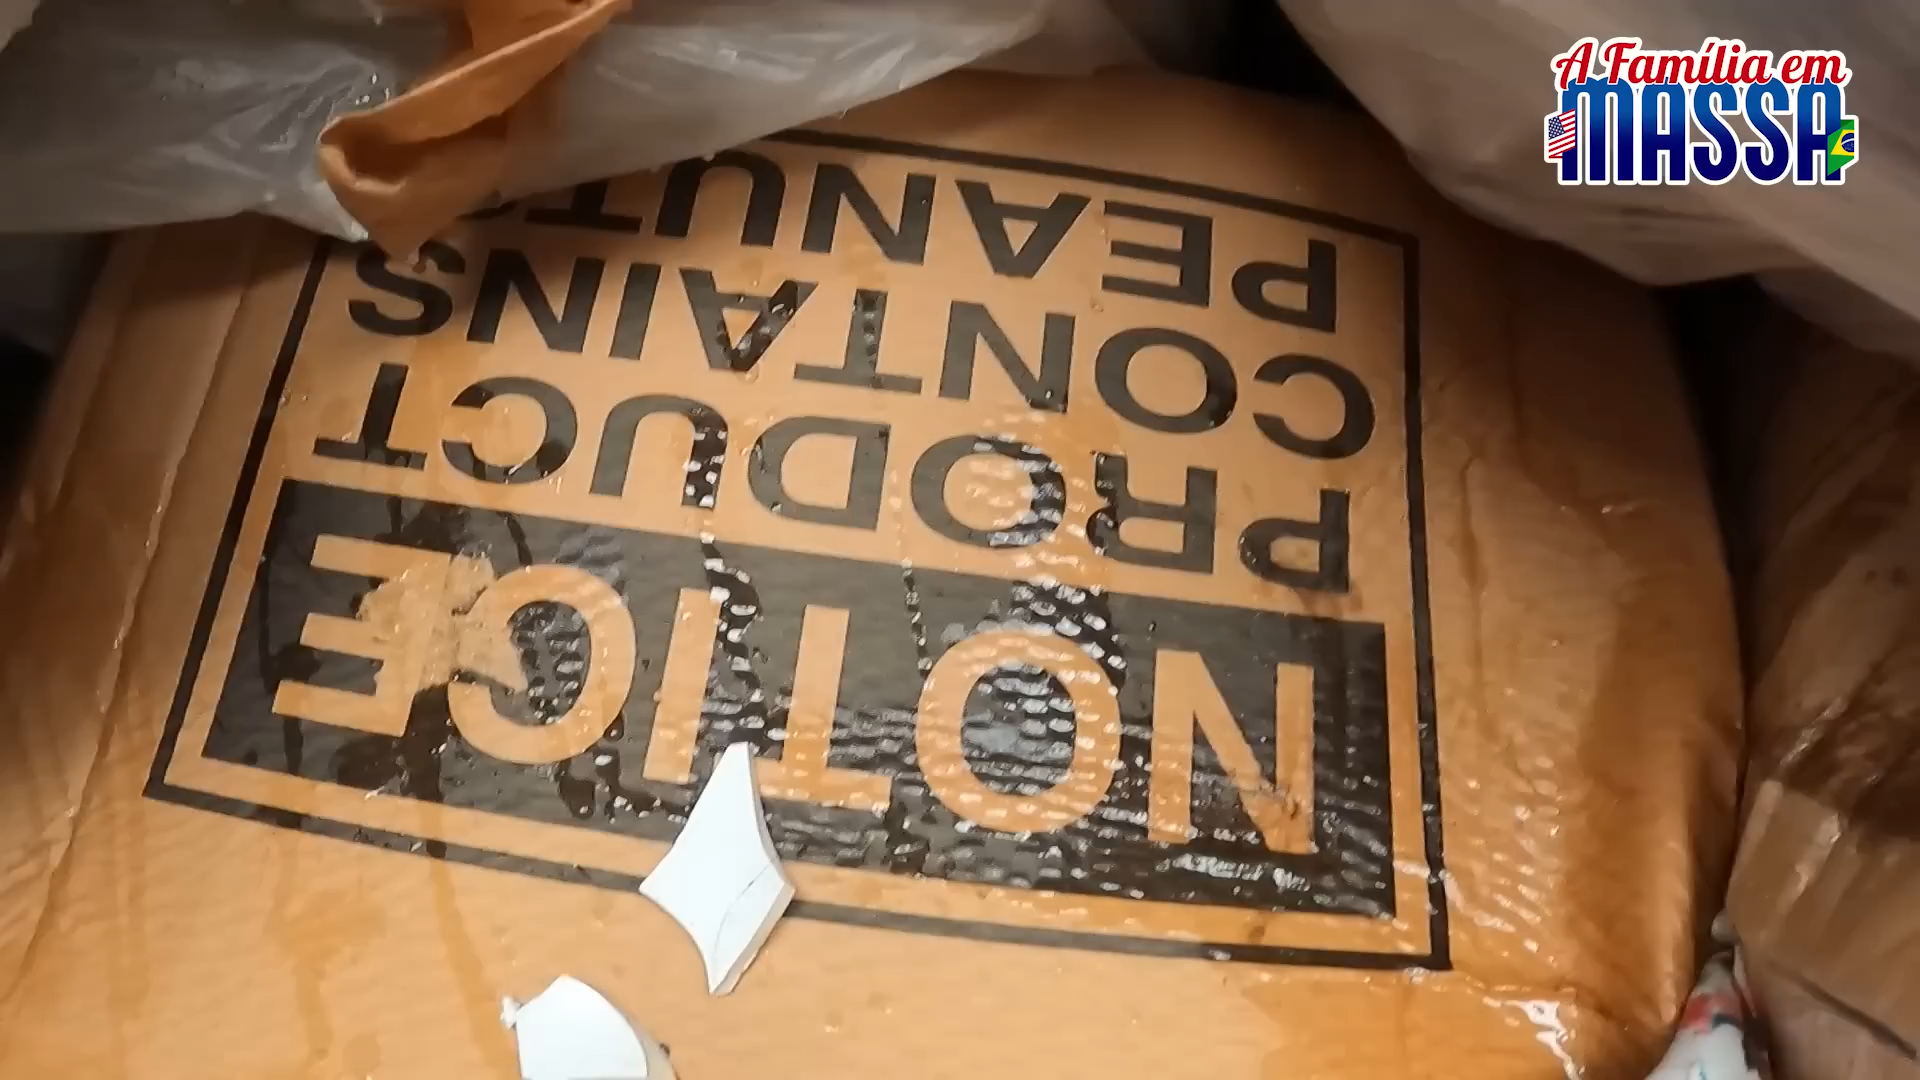 A Família em
MASSA
NOTICE
PRODUCT
CONTAINS
PEANUTS